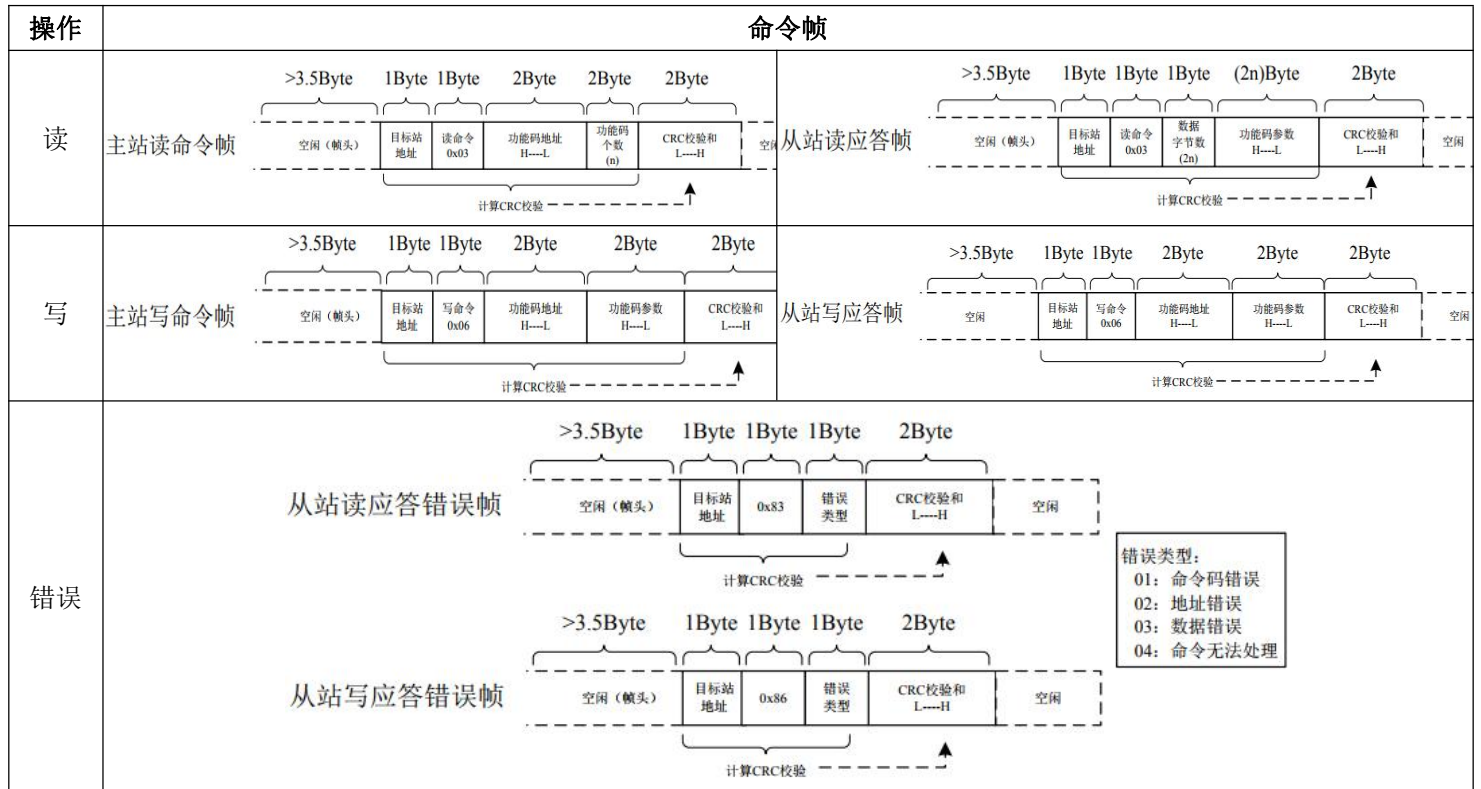 操作
命令帧
读
>3.5Byte 1Byte 1Byte 2Byte 2Byte 2Byte
主站读命令帧
空闲（帧头）
目标站
地址
读命令
0x03
功能码地址
H----L
功能码
个数
(n)
CRC校验和
L----H
计算CRC校验
>3.5Byte 1Byte 1Byte 1Byte (2n)Byte 2Byte
从站读应答帧
空闲（帧头）
目标站
地址
读命令
0x03
数据
字节数
(2n)
功能码参数
H----L
CRC校验和
L----H
空闲
计算CRC校验
写
>3.5Byte 1Byte 1Byte 2Byte 2Byte 2Byte
主站写命令帧
空闲（帧头）
目标站
地址
写命令
0x06
功能码地址
H----L
功能码参数
H----L
CRC校验和
L----H
计算CRC校验
>3.5Byte 1Byte 1Byte 2Byte 2Byte 2Byte
从站写应答帧
空闲
目标站
地址
写命令
0x06
功能码地址
H----L
功能码参数
H----L
CRC校验和
L----H
空闲
计算CRC校验
错误
>3.5Byte 1Byte 1Byte 1Byte 2Byte
从站读应答错误帧
空闲（帧头）
目标站
地址
0x83
错误
类型
CRC校验和
L----H
空闲
计算CRC校验
>3.5Byte 1Byte 1Byte 1Byte 2Byte
从站写应答错误帧
空闲（帧头）
目标站
地址
0x86
错误
类型
CRC校验和
L----H
空闲
计算CRC校验
错误类型：
01：命令码错误
02：地址错误
03：数据错误
04：命令无法处理